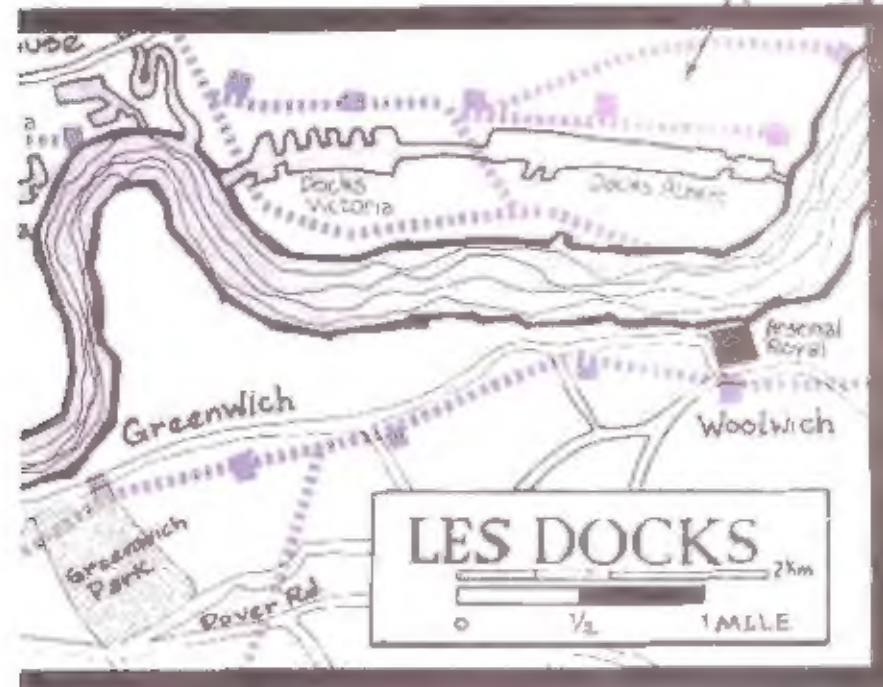 Docks
Victoria
Docks Albert
Arsenal
Royal
Greenwich
Woolwich
Greenwich
Park
Dover Rd
LES DOCKS
2Km
0 1/2 1 MILLE